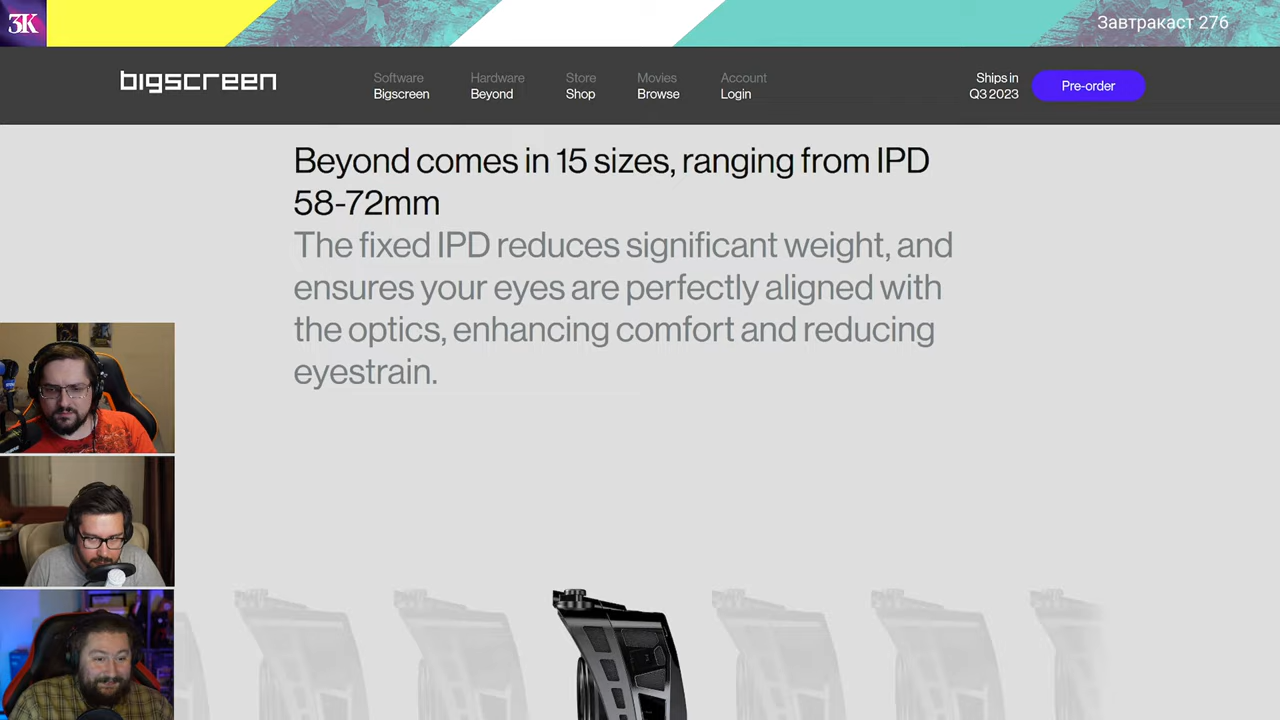 3K
Завтракаст 276
bigscreen
Software
Bigscreen
Hardware
Beyond
Store
Shop
Movies
Browse
Account
Login
Ships in
Q3 2023
Pre-order
Beyond comes in 15 sizes, ranging from IPD
58-72mm
The fixed IPD reduces significant weight, and
ensures your eyes are perfectly aligned with
the optics, enhancing comfort and reducing
eyestrain.